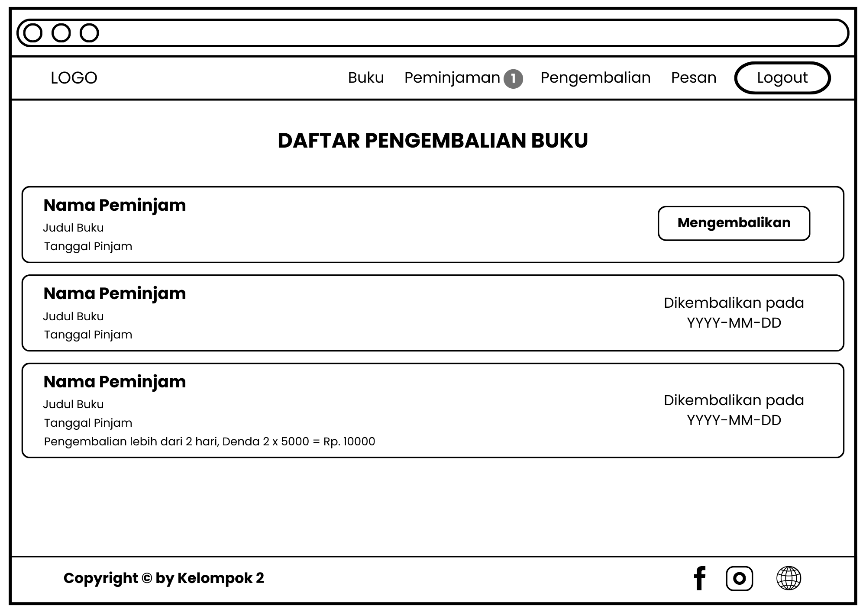 LOGO Buku Peminjaman 1 Pengembalian Pesan Logout
DAFTAR PENGEMBALIAN BUKU
Nama Peminjam
Judul Buku
Tanggal Pinjam
Mengembalikan
Nama Peminjam
Judul Buku
Tanggal Pinjam
Dikembalikan pada
YYYY-MM-DD
Nama Peminjam
Judul Buku
Tanggal Pinjam
Pengembalian lebih dari 2 hari, Denda 2 x 5000 = Rp. 10000
Dikembalikan pada
YYYY-MM-DD
Copyright © by Kelompok 2